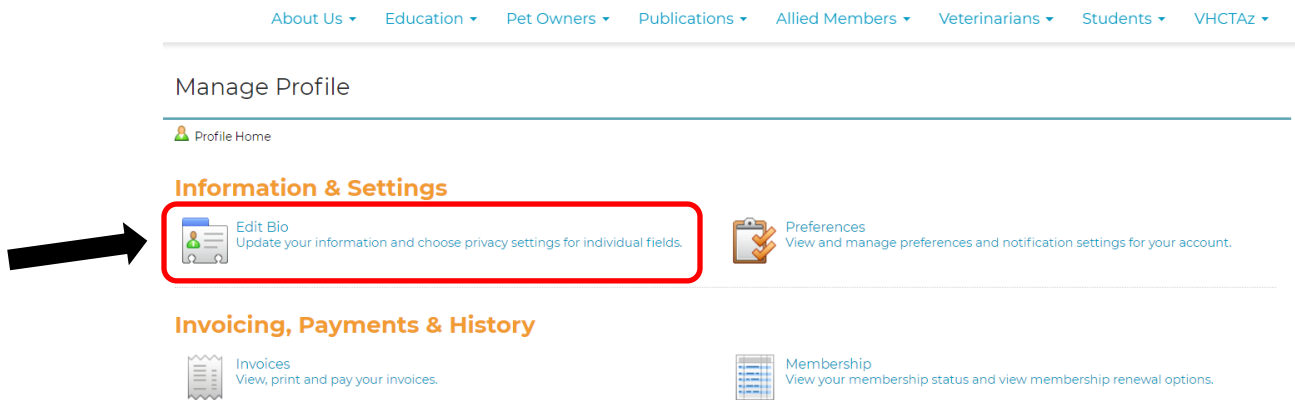 About Us Education Pet Owners Publications Allied Members Veterinarians Students VHCTAz
Manage Profile
Profile Home
Information & Settings
Edit Bio
Update your information and choose privacy settings for individual fields.
Preferences
View and manage preferences and notification settings for your account.
Invoicing, Payments & History
Invoices
View, print and pay your invoices.
Membership
View your membership status and view membership renewal options.